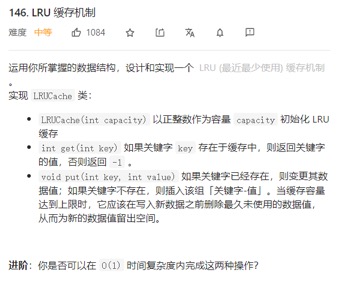 146. LRU 缓存机制
难度 中等 1084
运用你所掌握的数据结构，设计和实现一个 LRU (最近最少使用) 缓存机制
。
实现 LRUCache 类：
• LRUCache(int capacity) 以正整数作为容量 capacity 初始化 LRU
缓存
• int get(int key) 如果关键字 key 存在于缓存中，则返回关键字
的值，否则返回 -1 。
• void put(int key, int value) 如果关键字已经存在，则变更其数
据值；如果关键字不存在，则插入该组「关键字-值」。当缓存容量
达到上限时，它应该在写入新数据之前删除最久未使用的数据值，
从而为新的数据值留出空间。
进阶：你是否可以在 O(1) 时间复杂度内完成这两种操作？